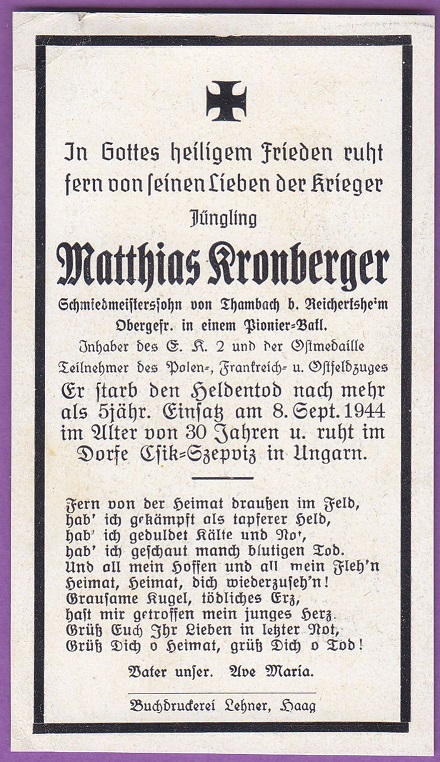 In Gottes heiligem Frieden ruht
fern von seinen Lieben der Krieger
Jüngling
Matthias Kronberger
Schmiedmeisterssohn von Thambach b. Reichertsheim
Obergefr. in einem Pionier-Batl.
Inhaber des E. K. 2 und der Ostmedaille
Teilnehmer des Polen-, Frankreich- u. Ostfeldzuges
Er starb den Heldentod nach mehr
als 5jähr. Einsatz am 8. Sept. 1944
im Alter von 30 Jahren u. ruht im
Dorfe Csik-Szepviz in Ungarn.
Fern von der Heimat draußen im Feld,
hab' ich gekämpft als tapferer Held,
hab' ich geduldet Kälte und Not,
hab' ich geschaut manch blutigen Tod.
Und all mein Hoffen und all mein Fleh'n
Heimat, Heimat, dich wiederzuseh'n!
Grausame Kugel, tödliches Erz,
hast mir getroffen mein junges Herz.
Grüß Euch Ihr Lieben in letzter Not,
Grüß Dich o Heimat, grüß Dich o Tod!
Vater unser. Ave Maria.
Buchdruckerei Lehner, Haag